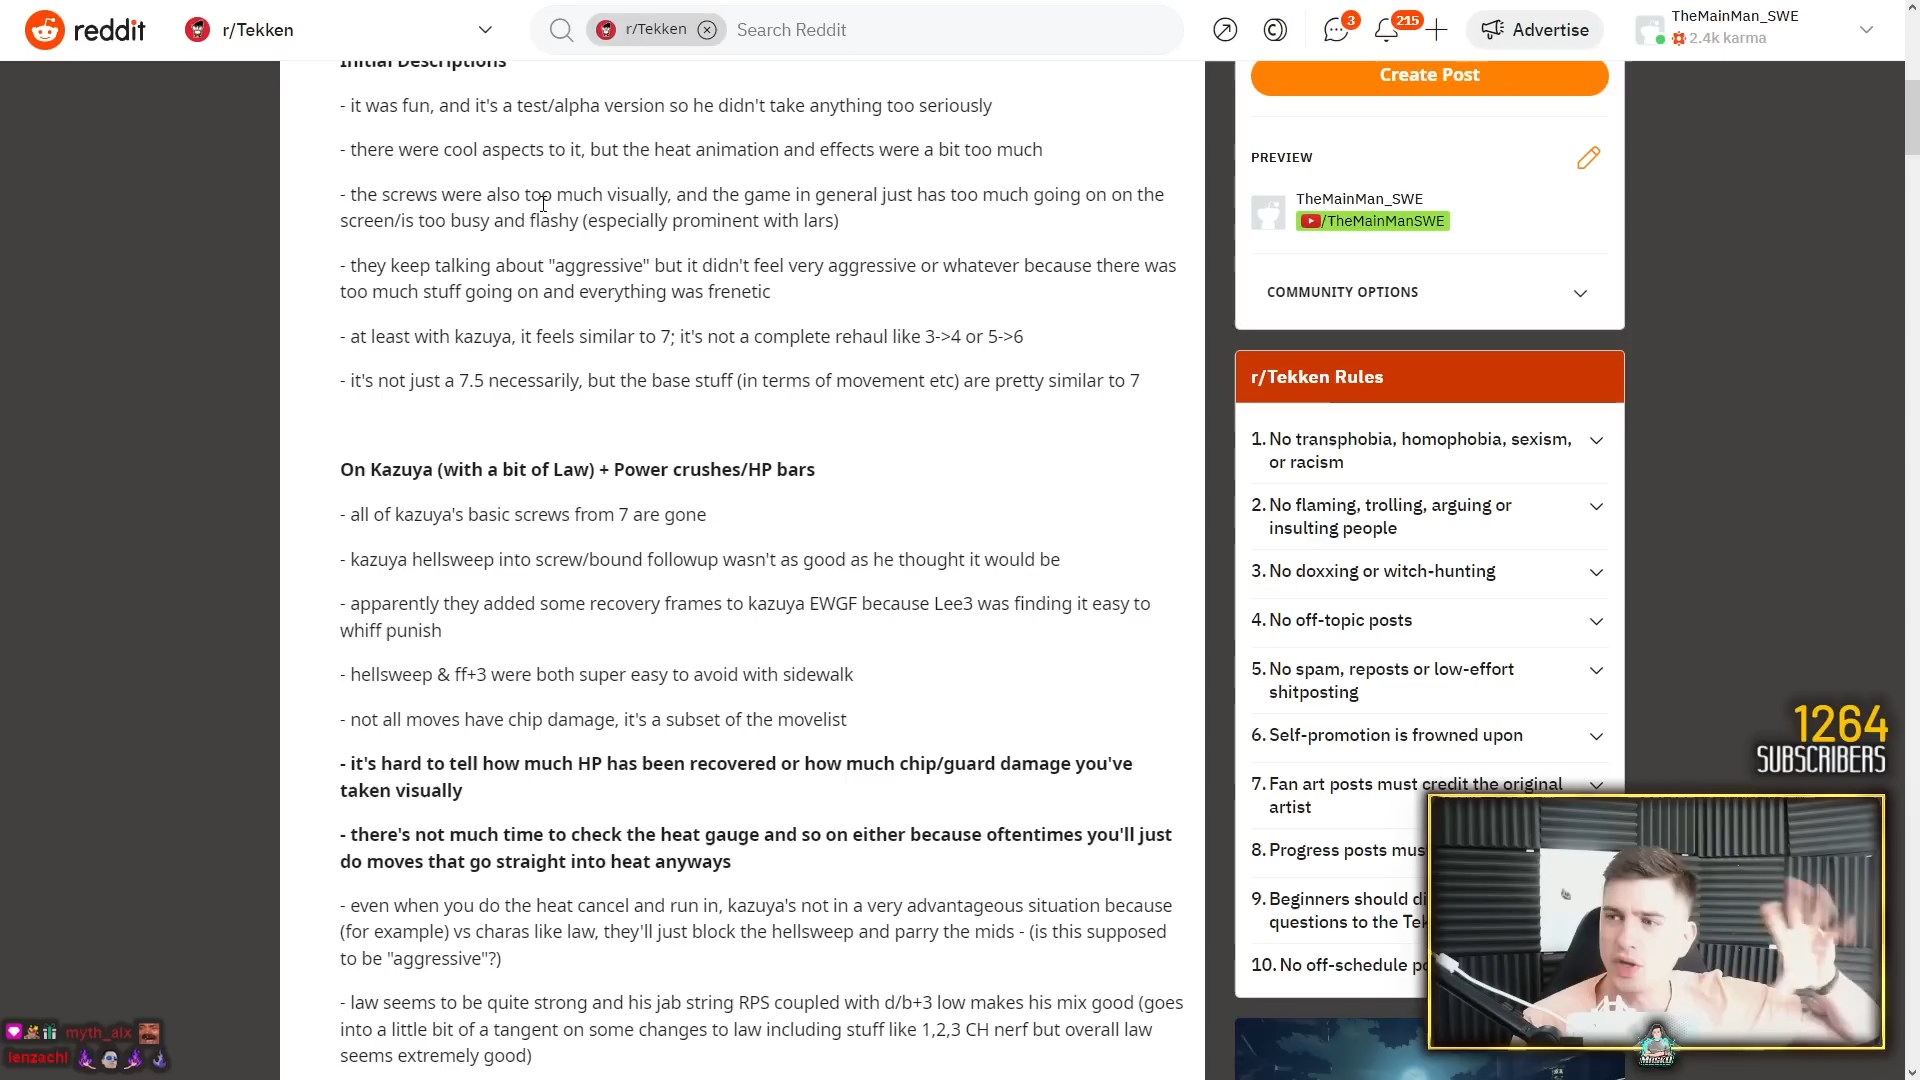 reddit
r/Tekken
r/Tekken
Search Reddit
3
215
Advertise
TheMainMan_SWE
2.4k karma
Initial Descriptions
- it was fun, and it's a test/alpha version so he didn't take anything too seriously
- there were cool aspects to it, but the heat animation and effects were a bit too much
- the screws were also too much visually, and the game in general just has too much going on on the
screen/is too busy and flashy (especially prominent with lars)
- they keep talking about "aggressive" but it didn't feel very aggressive or whatever because there was
too much stuff going on and everything was frenetic
- at least with kazuya, it feels similar to 7; it's not a complete rehaul like 3->4 or 5->6
- it's not just a 7.5 necessarily, but the base stuff (in terms of movement etc) are pretty similar to 7
On Kazuya (with a bit of Law) + Power crushes/HP bars
- all of kazuya's basic screws from 7 are gone
- kazuya hellsweep into screw/bound followup wasn't as good as he thought it would be
- apparently they added some recovery frames to kazuya EWGF because Lee3 was finding it easy to
whiff punish
- hellsweep & ff+3 were both super easy to avoid with sidewalk
- not all moves have chip damage, it's a subset of the movelist
- it's hard to tell how much HP has been recovered or how much chip/guard damage you've
taken visually
- there's not much time to check the heat gauge and so on either because oftentimes you'll just
do moves that go straight into heat anyways
- even when you do the heat cancel and run in, kazuya's not in a very advantageous situation because
(for example) vs charas like law, they'll just block the hellsweep and parry the mids - (is this supposed
to be "aggressive"?)
- law seems to be quite strong and his jab string RPS coupled with d/b+3 low makes his mix good (goes
into a little bit of a tangent on some changes to law including stuff like 1,2,3 CH nerf but overall law
seems extremely good)
Create Post
PREVIEW
TheMainMan_SWE
/TheMainManSWE
COMMUNITY OPTIONS
r/Tekken Rules
1. No transphobia, homophobia, sexism,
or racism
2. No flaming, trolling, arguing or
insulting people
3. No doxxing or witch-hunting
4. No off-topic posts
5. No spam, reposts or low-effort
shitposting
6. Self-promotion is frowned upon
7. Fan art posts must credit the original
artist
8. Progress posts mus
9. Beginners should di
questions to the Tek
10. No off-schedule po
1264
SUBSCRIBERS
myth_alx
lenzachi